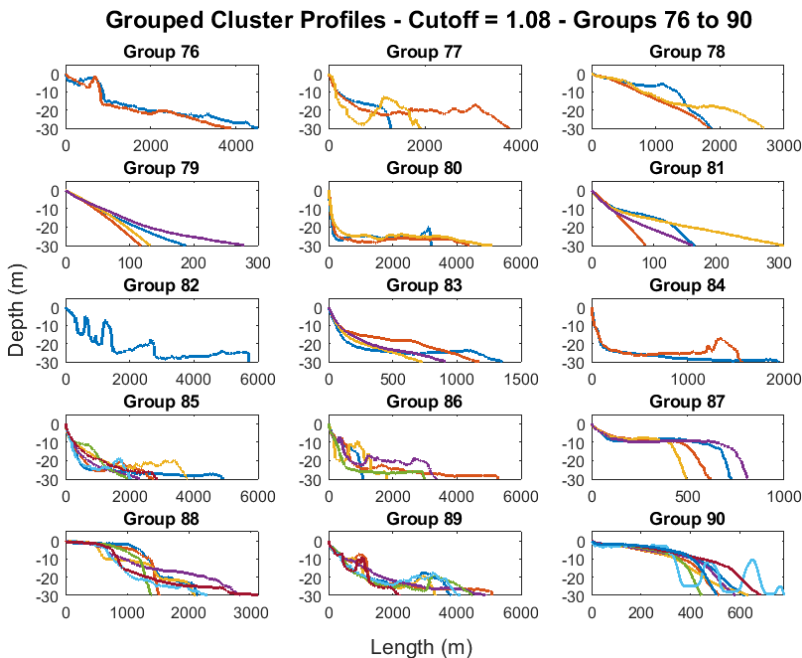 Grouped Cluster Profiles - Cutoff = 1.08 - Groups 76 to 90
Group 76
0
-10
-20
-30
0 2000 4000
Group 77
0
-10
-20
-30
0 1000 2000 3000 4000
Group 78
0
-10
-20
-30
0 1000 2000 3000
Group 79
0
-10
-20
-30
0 100 200 300
Group 80
0
-10
-20
-30
0 2000 4000 6000
Group 81
0
-10
-20
-30
0 100 200 300
Group 82
0
-10
-20
-30
0 2000 4000 6000
Group 83
0
-10
-20
-30
0 500 1000 1500
Group 84
0
-10
-20
-30
0 1000 2000
Group 85
0
-10
-20
-30
0 2000 4000 6000
Group 86
0
-10
-20
-30
0 2000 4000 6000
Group 87
0
-10
-20
-30
0 500 1000
Group 88
0
-10
-20
-30
0 1000 2000 3000
Group 89
0
-10
-20
-30
0 2000 4000 6000
Group 90
0
-10
-20
-30
0 200 400 600
Depth (m)
Length (m)